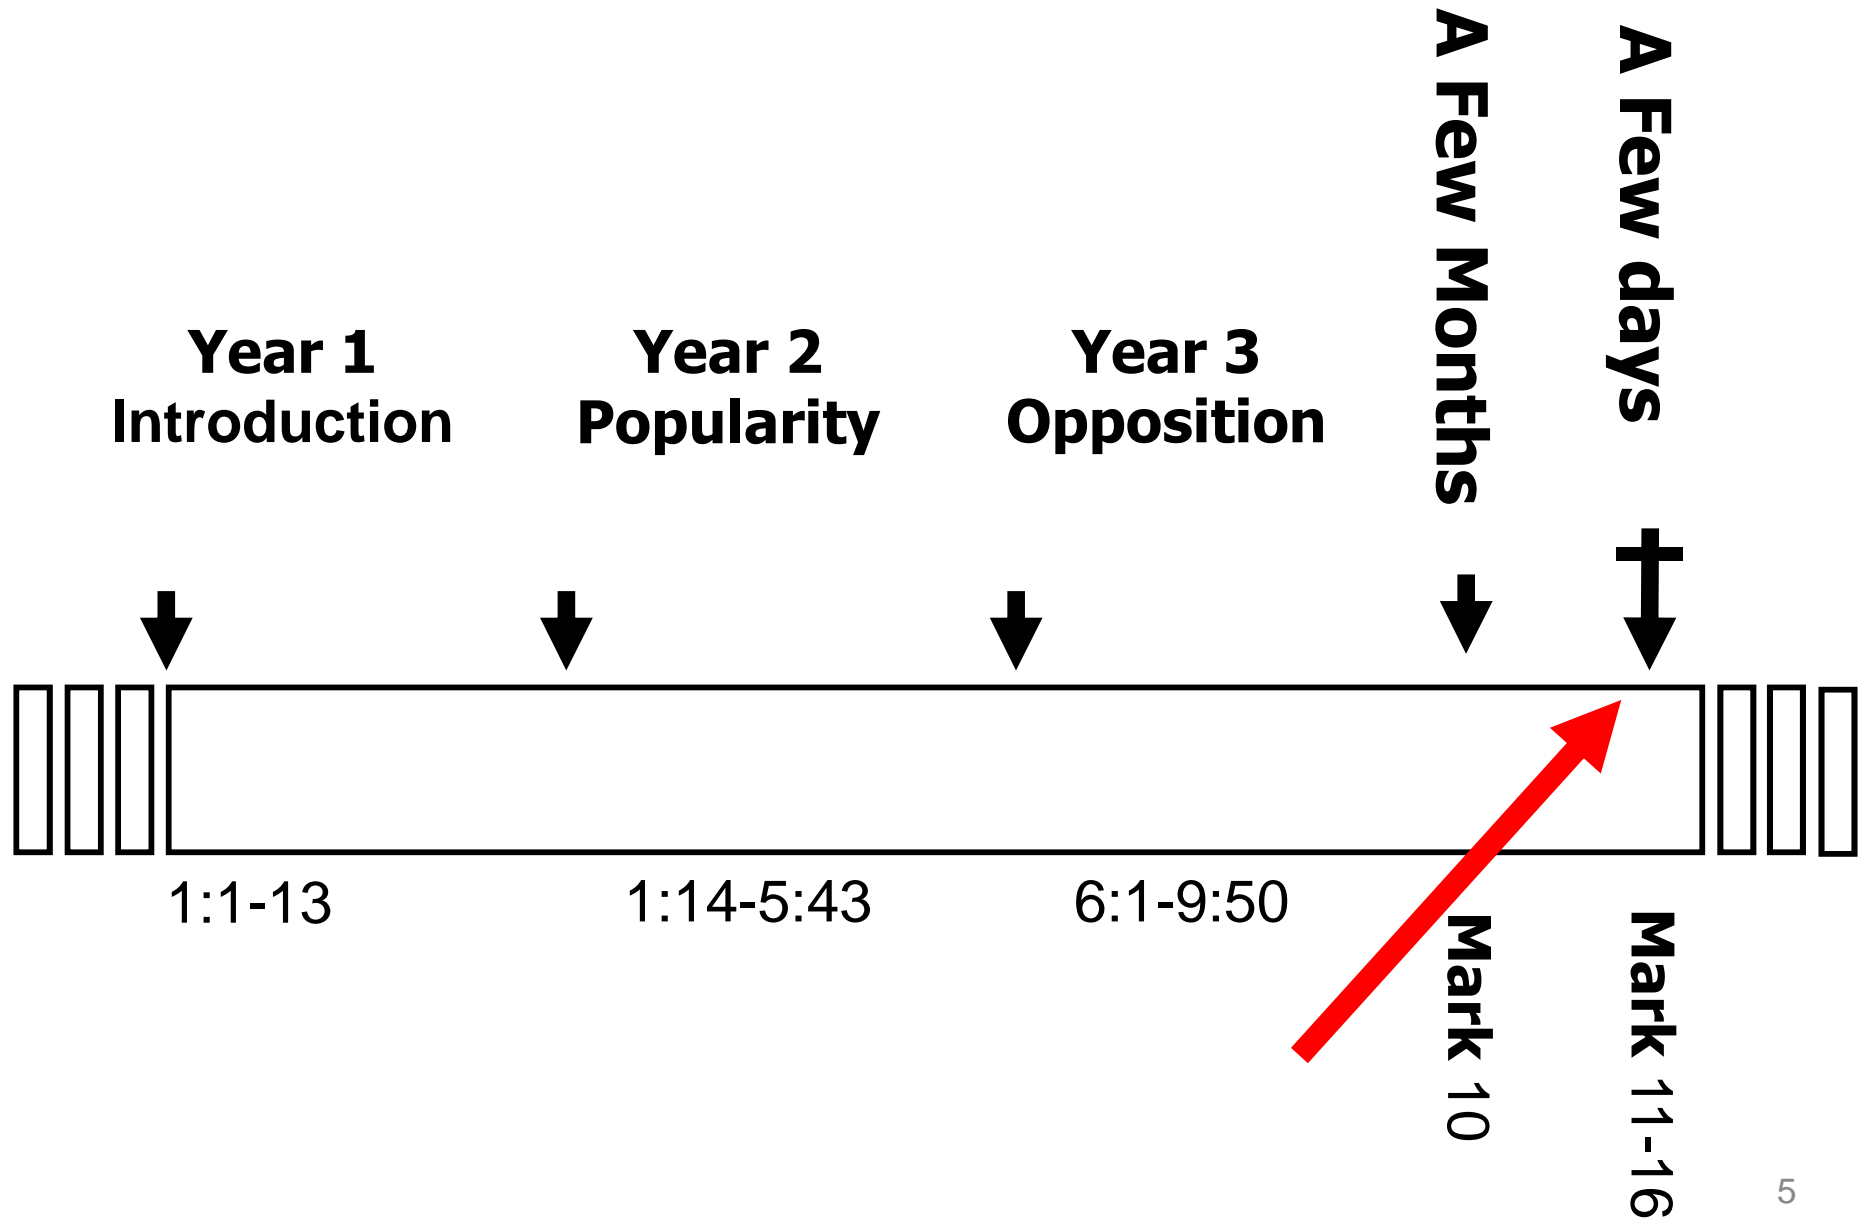 Year 1
Introduction
Year 2
Popularity
Year 3
Opposition
A Few Months
A Few days
1:1-13
1:14-5:43
6:1-9:50
Mark 10
Mark 11-16
5